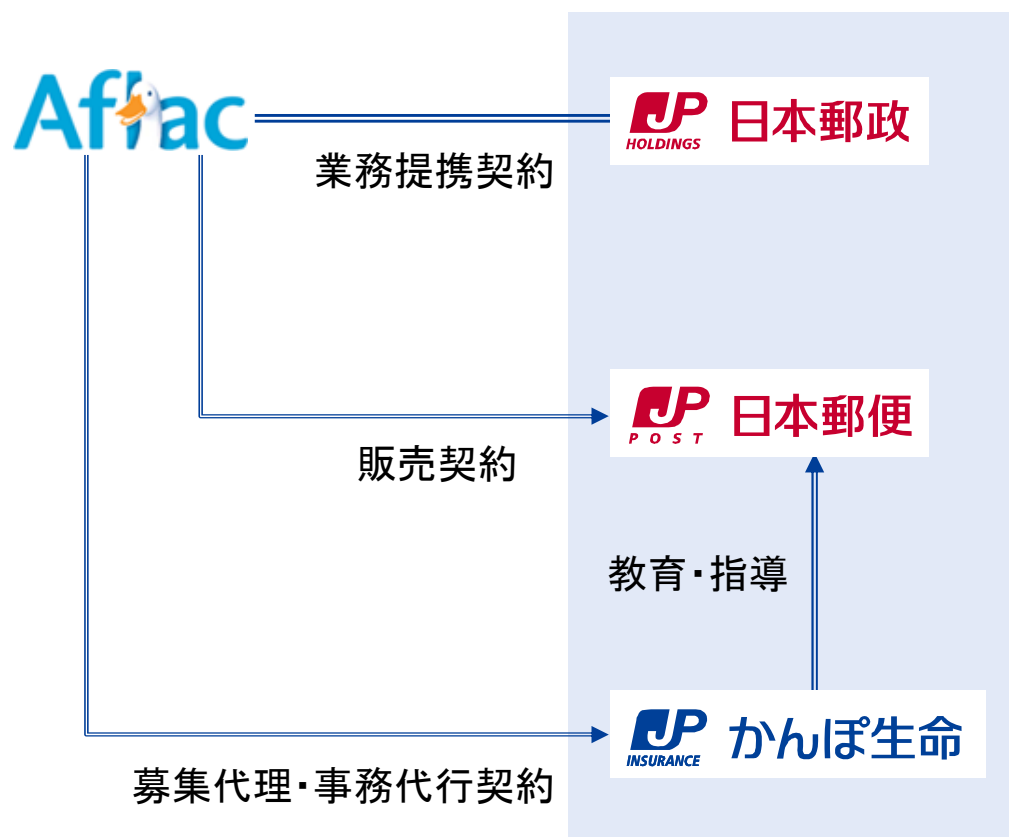 Aflac
JP HOLDINGS 日本郵政
業務提携契約
JP POST 日本郵便
販売契約
教育・指導
JP INSURANCE かんぽ生命
募集代理・事務代行契約